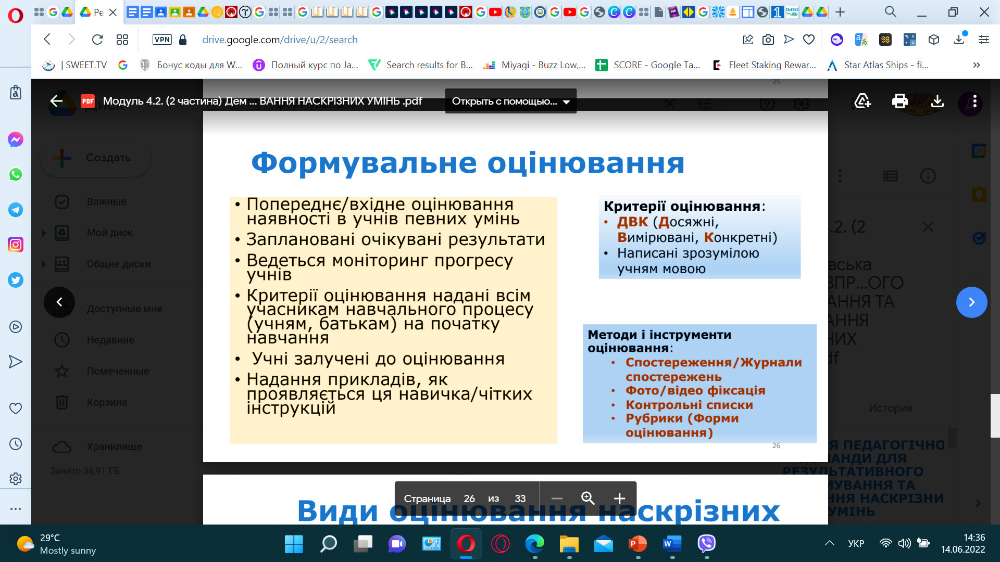 Pe
VPN
drive.google.com/drive/u/2/search
| SWEET.TV
Бонус коды для W...
Полный курс по Ja...
Search results for B...
Miyagi - Buzz Low,...
SCORE - Google Ta...
Fleet Staking Rewar...
Star Atlas Ships - fi...
25
PDF
Модуль 4.2. (2 частина) Дем ... ВАННЯ НАСКРІЗНИХ УМІНЬ .pdf
Открыть с помощью...
Создать
Важные
Мой диск
Общие диски
Доступные мне
Недавние
Помеченные
Корзина
Хранилище
Занято 36,91 ГБ
Формувальне оцінювання
• Попереднє/вхідне оцінювання
наявності в учнів певних умінь
• Заплановані очікувані результати
• Ведеться моніторинг прогресу
учнів
• Критерії оцінювання надані всім
учасникам навчального процесу
(учням, батькам) на початку
навчання
• Учні залучені до оцінювання
• Надання прикладів, як
проявляється ця навичка/чітких
інструкцій
Критерії оцінювання:
• ДВК (Досяжні,
Вимірювані, Конкретні)
• Написані зрозумілою
учням мовою
Методи і інструменти
оцінювання:
• Спостереження/Журнали
спостережень
• Фото/відео фіксація
• Контрольні списки
• Рубрики (Форми
оцінювання)
26
4.2. (2
вська
ЗПР...ОГО
АННЯ ТА
АННЯ
НИХ
df
История
Я ПЕДАГОГІЧНО
АНДИ ДЛЯ
РЕЗУЛЬТАТИВНОГО
МУВАННЯ ТА
ННЯ НАСКРІЗНИ
УМІНЬ
Страница 26 из 33
Види оцінювання наскрізних
29°C
Mostly sunny
УКР
14:36
14.06.2022